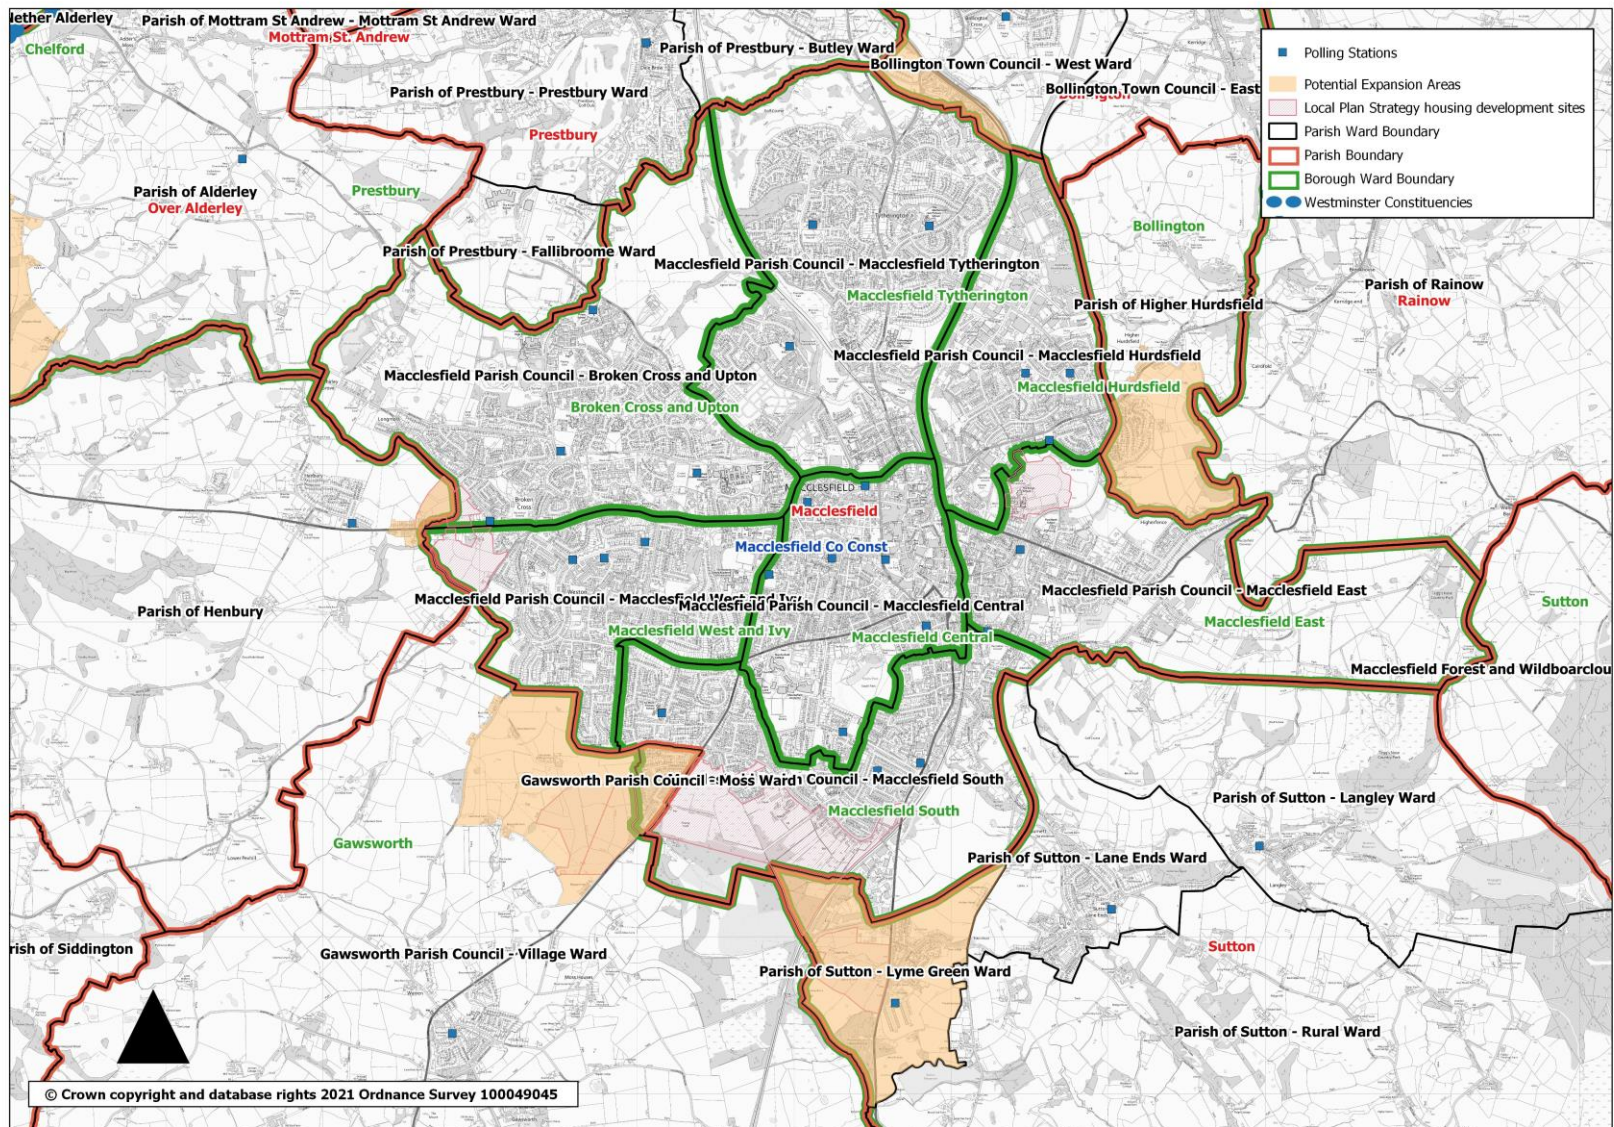 Nether Alderley
Chelford
Parish of Mottram St Andrew - Mottram St Andrew Ward
Mottram St. Andrew
Parish of Prestbury - Butley Ward
Bollington Town Council - West Ward
Bollington Town Council - East
Bollington
Parish of Prestbury - Prestbury Ward
Prestbury
Prestbury
Parish of Alderley
Over Alderley
Polling Stations
Potential Expansion Areas
Local Plan Strategy housing development sites
Parish Ward Boundary
Parish Boundary
Borough Ward Boundary
Westminster Constituencies
Bollington
Parish of Prestbury - Fallibroome Ward
Macclesfield Parish Council - Macclesfield Tytherington
Macclesfield Tytherington
Parish of Higher Hurdsfield
Parish of Rainow
Rainow
Macclesfield Parish Council - Macclesfield Hurdsfield
Macclesfield Hurdsfield
Macclesfield Parish Council - Broken Cross and Upton
Broken Cross and Upton
Macclesfield
Macclesfield Co Const
Parish of Henbury
Macclesfield Parish Council - Macclesfield West and Ivy
Macclesfield Parish Council - Macclesfield Central
Macclesfield West and Ivy
Macclesfield Central
Macclesfield Parish Council - Macclesfield East
Macclesfield East
Sutton
Macclesfield Forest and Wildboarclou
Gawsworth Parish Council - Moss Ward
Council - Macclesfield South
Macclesfield South
Gawsworth
Parish of Sutton - Langley Ward
Parish of Sutton - Lane Ends Ward
rish of Siddington
Gawsworth Parish Council - Village Ward
Parish of Sutton - Lyme Green Ward
Sutton
Parish of Sutton - Rural Ward
© Crown copyright and database rights 2021 Ordnance Survey 100049045